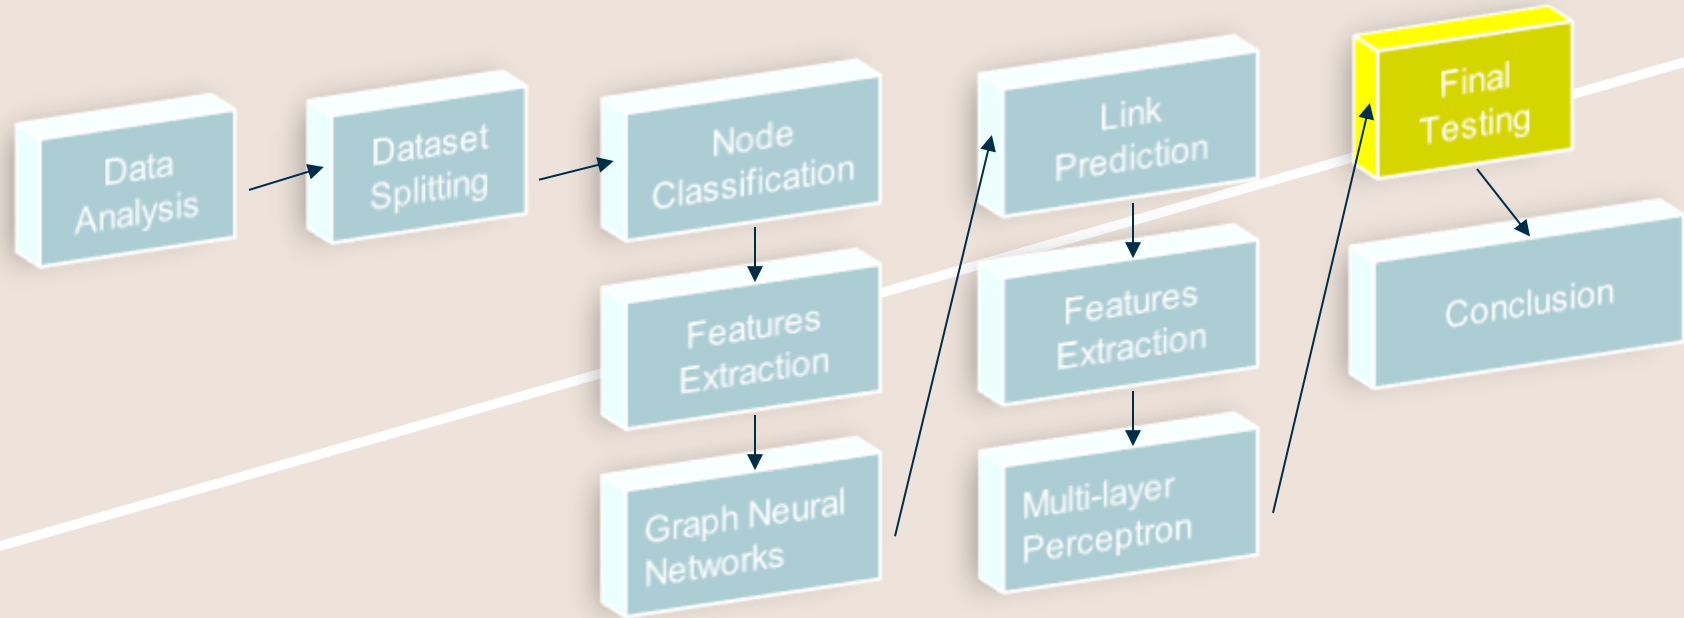 Data
Analysis
Dataset
Splitting
Node
Classification
Features
Extraction
Graph Neural
Networks
Link
Prediction
Features
Extraction
Multi-layer
Perceptron
Final
Testing
Conclusion